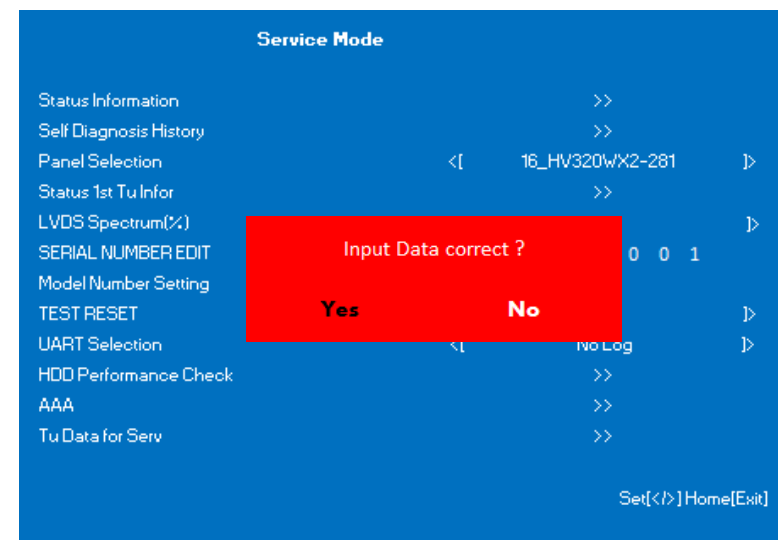 Service Mode
Status Information >>
Self Diagnosis History >>
Panel Selection <[ 16_HV320WX2-281 ]>
Status 1st Tu Infor >>
LVDS Spectrum(%) ]>
Input Data correct ?
SERIAL NUMBER EDIT 0 0 1
Model Number Setting
Yes No
TEST RESET ]>
UART Selection <[ No Log ]>
HDD Performance Check >>
AAA >>
Tu Data for Serv >>
Set[</>] Home[Exit]